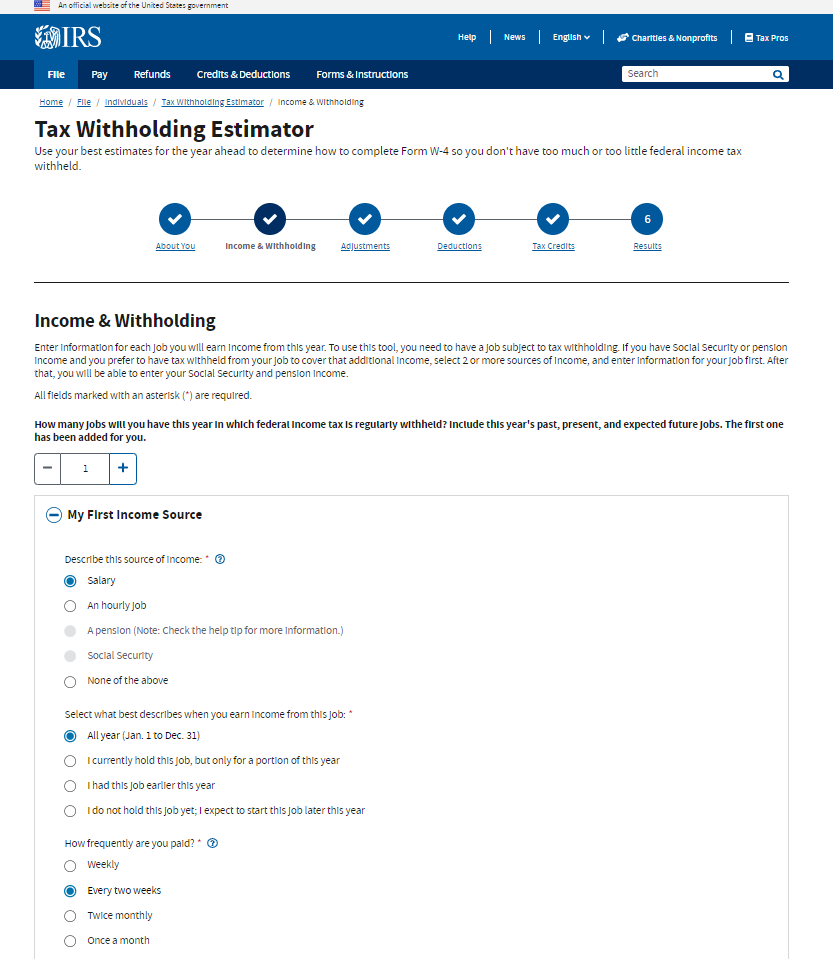 An official website of the United States government
IRS
Help
News
English
Charities & Nonprofits
Tax Pros
File
Pay
Refunds
Credits & Deductions
Forms & Instructions
Search
Home / File / Individuals / Tax Withholding Estimator / Income & Withholding
Tax Withholding Estimator
Use your best estimates for the year ahead to determine how to complete Form W-4 so you don't have too much or too little federal income tax
withheld.
6
About You
Income & Withholding
Adjustments
Deductions
Tax Credits
Results
Income & Withholding
Enter information for each job you will earn income from this year. To use this tool, you need to have a job subject to tax withholding. If you have Social Security or pension
income and you prefer to have tax withheld from your job to cover that additional income, select 2 or more sources of income, and enter information for your job first. After
that, you will be able to enter your Social Security and pension income.
All fields marked with an asterisk (*) are required.
How many jobs will you have this year in which federal income tax is regularly withheld? Include this year's past, present, and expected future jobs. The first one
has been added for you.
− 1 +
My First Income Source
Describe this source of income: * ?
Salary
An hourly job
A pension (Note: Check the help tip for more information.)
Social Security
None of the above
Select what best describes when you earn income from this job: *
All year (Jan. 1 to Dec. 31)
I currently hold this job, but only for a portion of this year
I had this job earlier this year
I do not hold this job yet; I expect to start this job later this year
How frequently are you paid? * ?
Weekly
Every two weeks
Twice monthly
Once a month